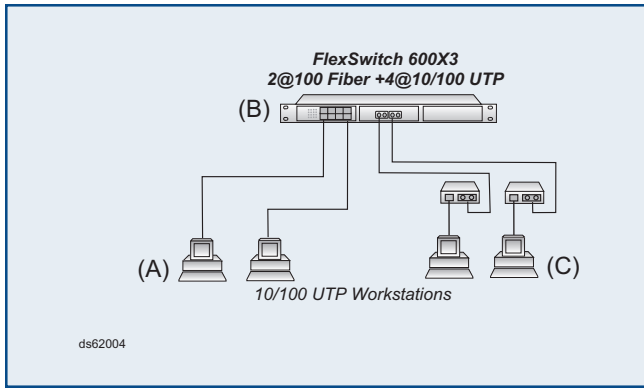 FlexSwitch 600X3
2@100 Fiber +4@10/100 UTP
(B)
(A)
(C)
10/100 UTP Workstations
ds62004